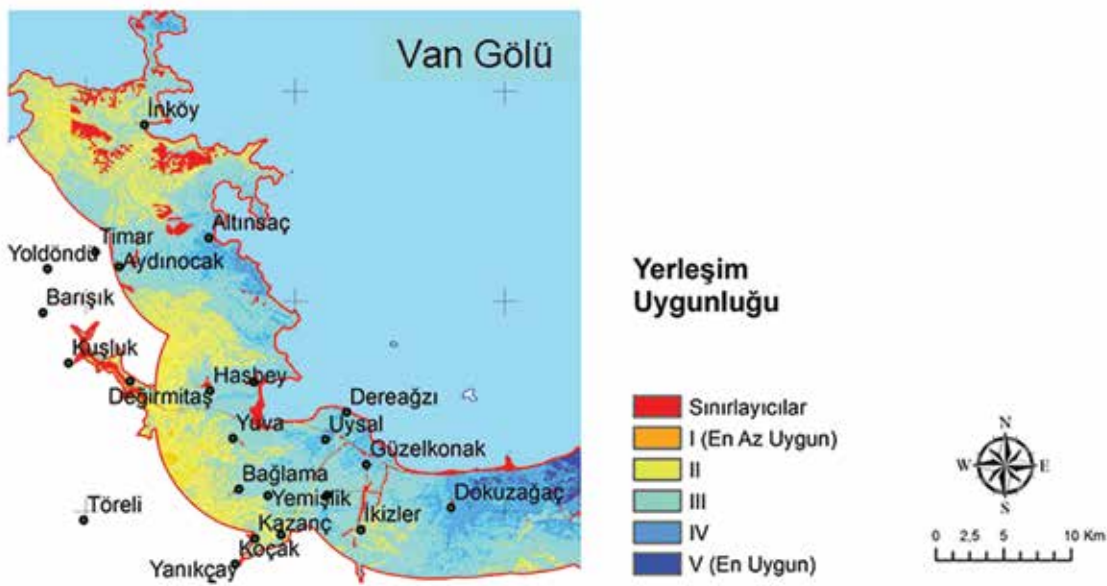 Van Gölü
İnköy
Altınsaç
Timar
Yoldöndü
Aydınocak
Barışık
Kuşluk
Hasbey
Değirmitaş
Dereağzı
Yuva
Uysal
Güzelkonak
Bağlama
Yemişlik
Dokuzağaç
Töreli
Kazanç
İkizler
Koçak
Yanıkçay
Yerleşim
Uygunluğu
Sınırlayıcılar
I (En Az Uygun)
II
III
IV
V (En Uygun)
N
W E
S
0 2,5 5 10 Km